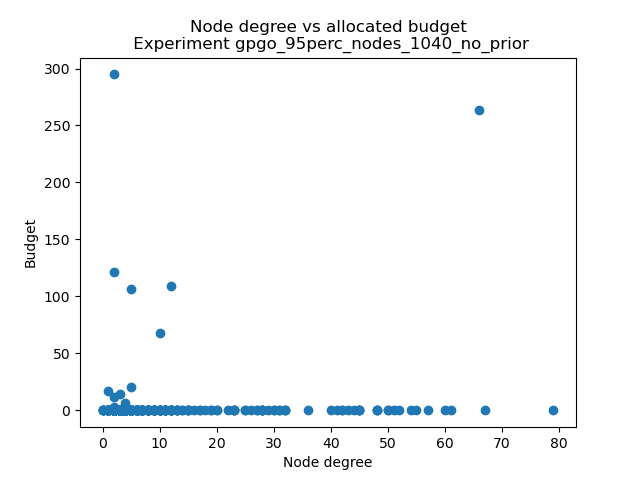 Node degree vs allocated budget
Experiment gpgo_95perc_nodes_1040_no_prior
300
250
200
150
100
50
0
Budget
0 10 20 30 40 50 60 70 80
Node degree